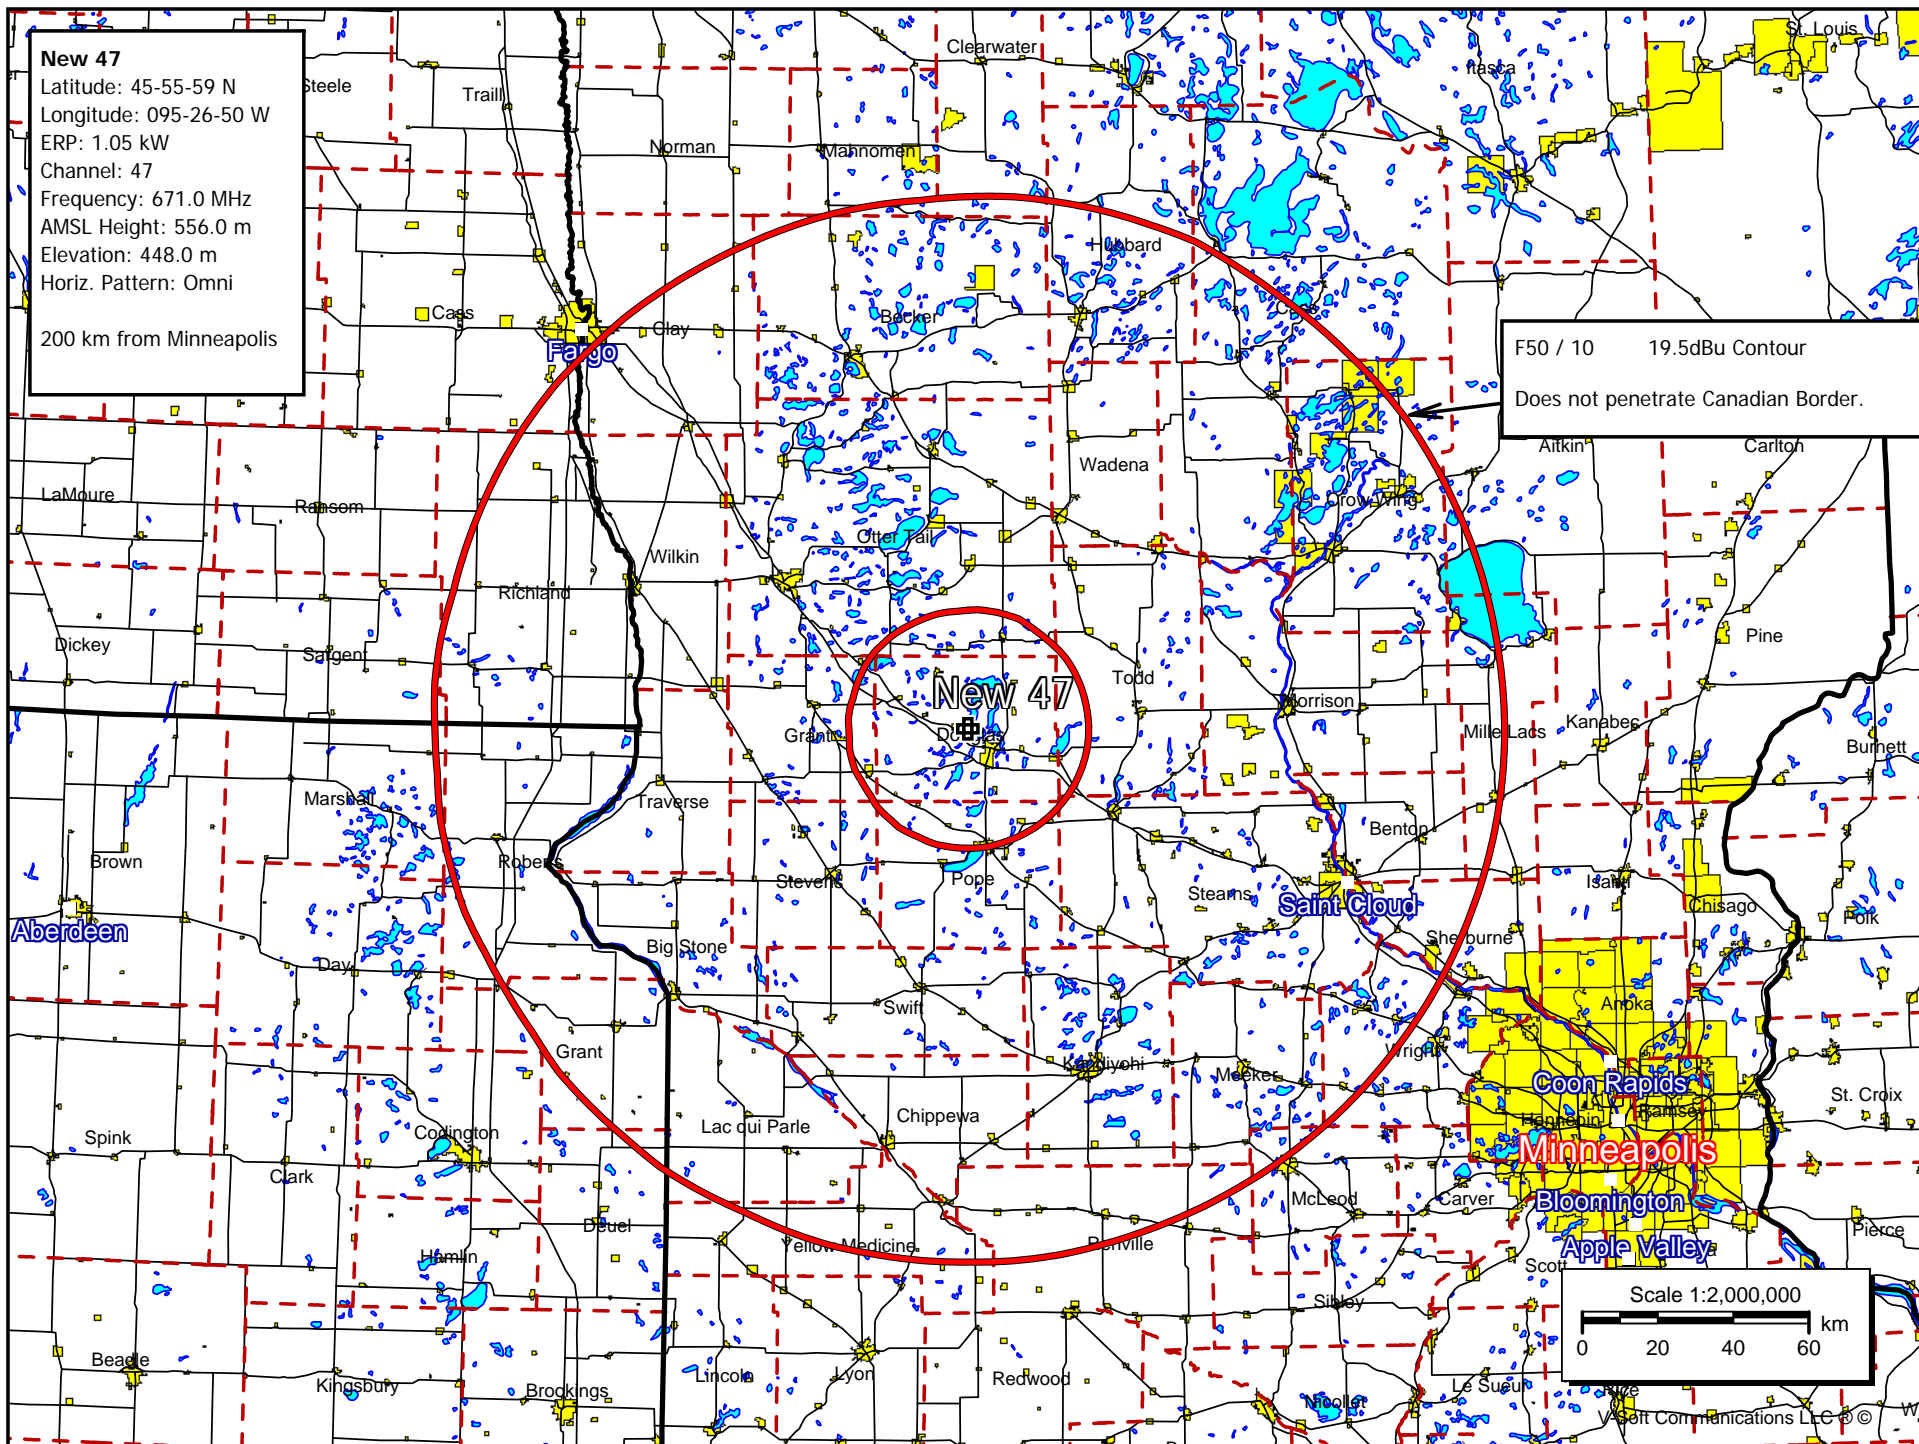 New 47
Latitude: 45-55-59 N
Longitude: 095-26-50 W
ERP: 1.05 kW
Channel: 47
Frequency: 671.0 MHz
AMSL Height: 556.0 m
Elevation: 448.0 m
Horiz. Pattern: Omni
200 km from Minneapolis
Steele
Traill
Clearwater
St. Louis
Itasca
Norman
Mahnomen
Hubbard
Cass
Clay
Becker
Cass
Fargo
F50 / 10 19.5dBu Contour
Does not penetrate Canadian Border.
Aitkin
Carlton
Wadena
LaMoure
Ransom
Crow Wing
Otter Tail
Wilkin
Richland
Dickey
Sargent
Pine
Todd
New 47
Morrison
Grant
Douglas
Mille Lacs
Kanabec
Burnett
Marshall
Traverse
Benton
Brown
Roberts
Stevens
Pope
Stearns
Isanti
Saint Cloud
Chisago
Polk
Aberdeen
Sherburne
Day
Big Stone
Swift
Anoka
Grant
Wright
Kandiyohi
Meeker
Coon Rapids
St. Croix
Chippewa
Lac qui Parle
Hennepin
Ramsey
Spink
Codington
Minneapolis
Clark
McLeod
Carver
Bloomington
Deuel
Pierce
Yellow Medicine
Renville
Apple Valley
Hamlin
Scott
Scale 1:2,000,000
km
0 20 40 60
Sibley
Beadle
Kingsbury
Brookings
Lincoln
Lyon
Redwood
Le Sueur
Rice
Nicollet
V-Soft Communications LLC ® ©